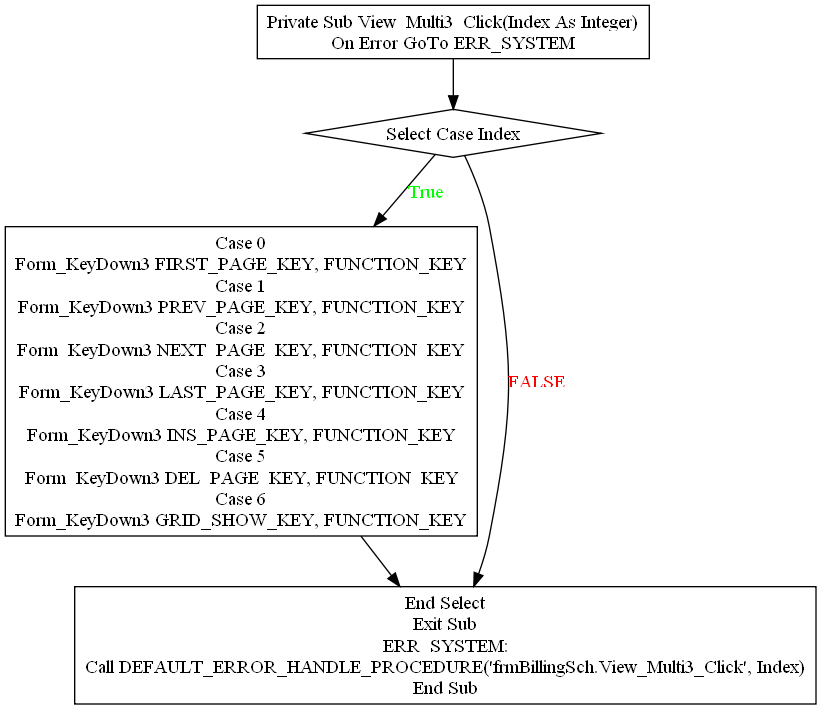 Private Sub View_Multi3_Click(Index As Integer)
On Error GoTo ERR_SYSTEM
Select Case Index
True
Case 0
Form_KeyDown3 FIRST_PAGE_KEY, FUNCTION_KEY
Case 1
Form_KeyDown3 PREV_PAGE_KEY, FUNCTION_KEY
Case 2
Form_KeyDown3 NEXT_PAGE_KEY, FUNCTION_KEY
Case 3
Form_KeyDown3 LAST_PAGE_KEY, FUNCTION_KEY
Case 4
Form_KeyDown3 INS_PAGE_KEY, FUNCTION_KEY
Case 5
Form_KeyDown3 DEL_PAGE_KEY, FUNCTION_KEY
Case 6
Form_KeyDown3 GRID_SHOW_KEY, FUNCTION_KEY
FALSE
End Select
Exit Sub
ERR_SYSTEM:
Call DEFAULT_ERROR_HANDLE_PROCEDURE('frmBillingSch.View_Multi3_Click', Index)
End Sub